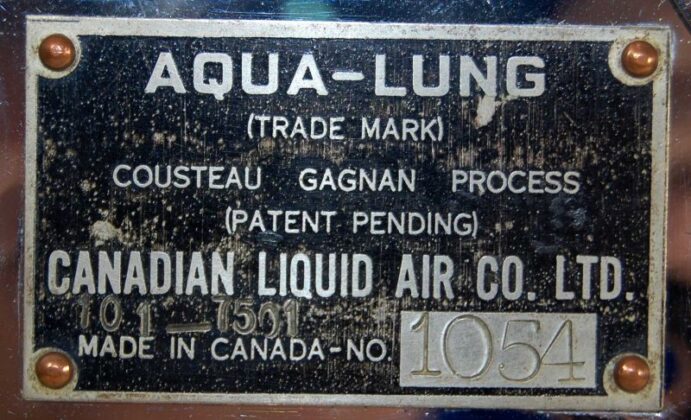 AQUA-LUNG
(TRADE MARK)
COUSTEAU GAGNAN PROCESS
(PATENT PENDING)
CANADIAN LIQUID AIR CO. LTD.
101-7501
MADE IN CANADA-NO. 1054